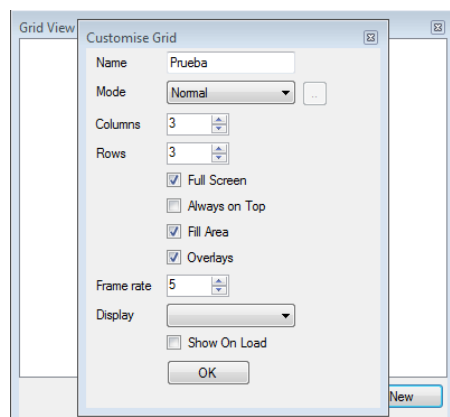 Grid View
Customise Grid
Name Prueba
Mode Normal ..
Columns 3
Rows 3
Full Screen
Always on Top
Fill Area
Overlays
Frame rate 5
Display
Show On Load
OK
New